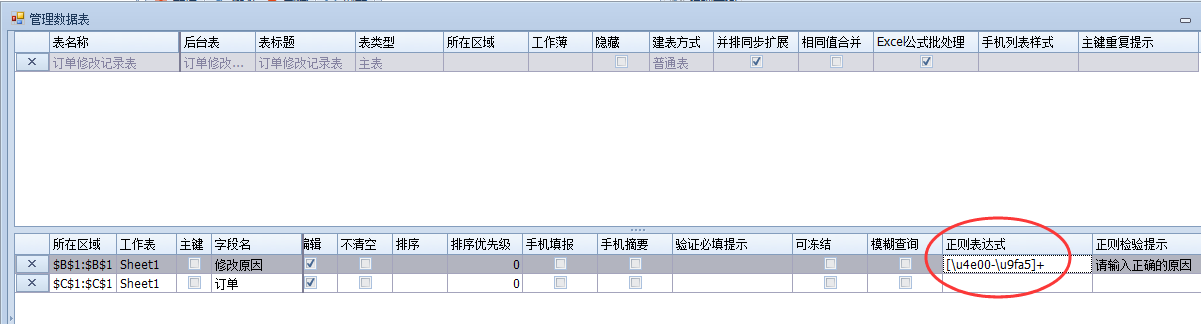 管理数据表
表名称 后台表 表标题 表类型 所在区域 工作薄 隐藏 建表方式 并排同步扩展 相同值合并 Excel公式批处理 手机列表样式 主键重复提示
订单修改记录表 订单修改... 订单修改记录表 主表 普通表
所在区域 工作表 主键 字段名 编辑 不清空 排序 排序优先级 手机填报 手机摘要 验证必填提示 可冻结 模糊查询 正则表达式 正则检验提示
$B$1:$B$1 Sheet1 修改原因 0 [\u4e00-\u9fa5]+ 请输入正确的原因
$C$1:$C$1 Sheet1 订单 0